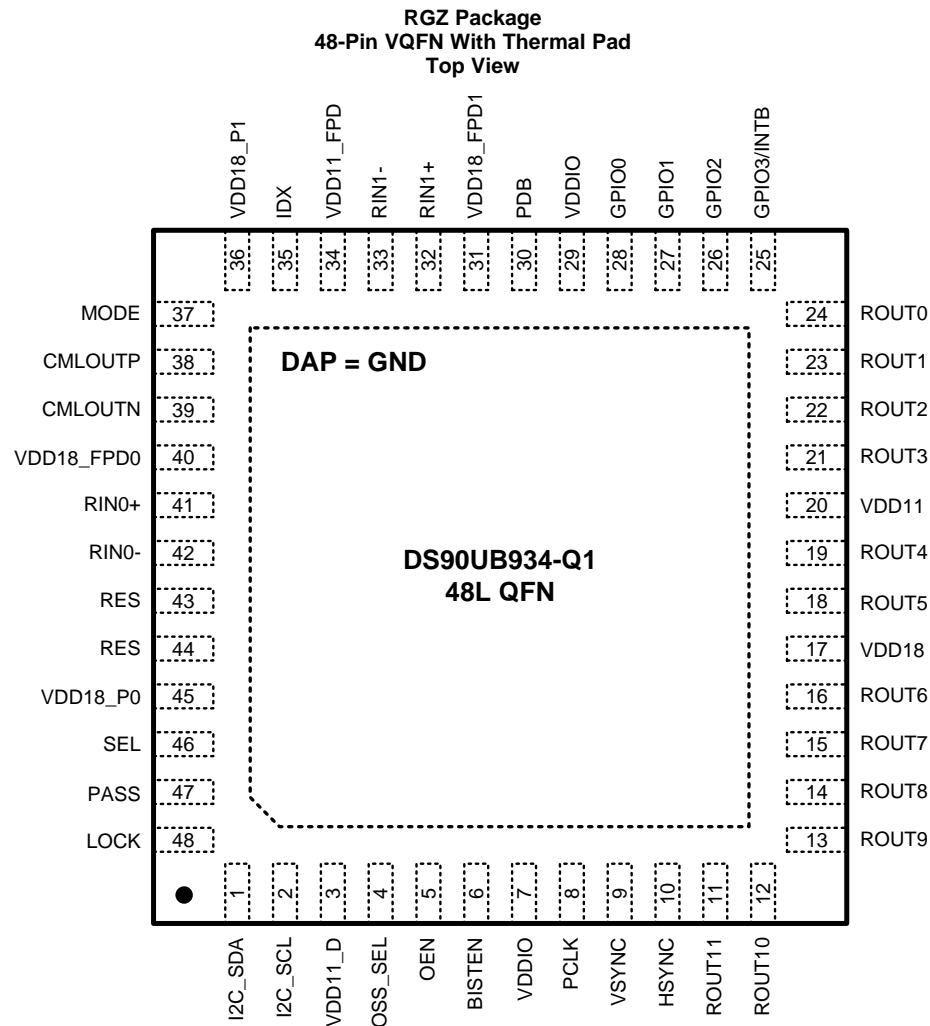 RGZ Package
48-Pin VQFN With Thermal Pad
Top View
VDD18_P1
IDX
VDD11_FPD
RIN1-
RIN1+
VDD18_FPD1
PDB
VDDIO
GPIO0
GPIO1
GPIO2
GPIO3/INTB
36
35
34
33
32
31
30
29
28
27
26
25
MODE 37
CMLOUTP 38
CMLOUTN 39
VDD18_FPD0 40
RIN0+ 41
RIN0- 42
RES 43
RES 44
VDD18_P0 45
SEL 46
PASS 47
LOCK 48
DAP = GND
DS90UB934-Q1
48L QFN
24 ROUT0
23 ROUT1
22 ROUT2
21 ROUT3
20 VDD11
19 ROUT4
18 ROUT5
17 VDD18
16 ROUT6
15 ROUT7
14 ROUT8
13 ROUT9
1
2
3
4
5
6
7
8
9
10
11
12
I2C_SDA
I2C_SCL
VDD11_D
OSS_SEL
OEN
BISTEN
VDDIO
PCLK
VSYNC
HSYNC
ROUT11
ROUT10